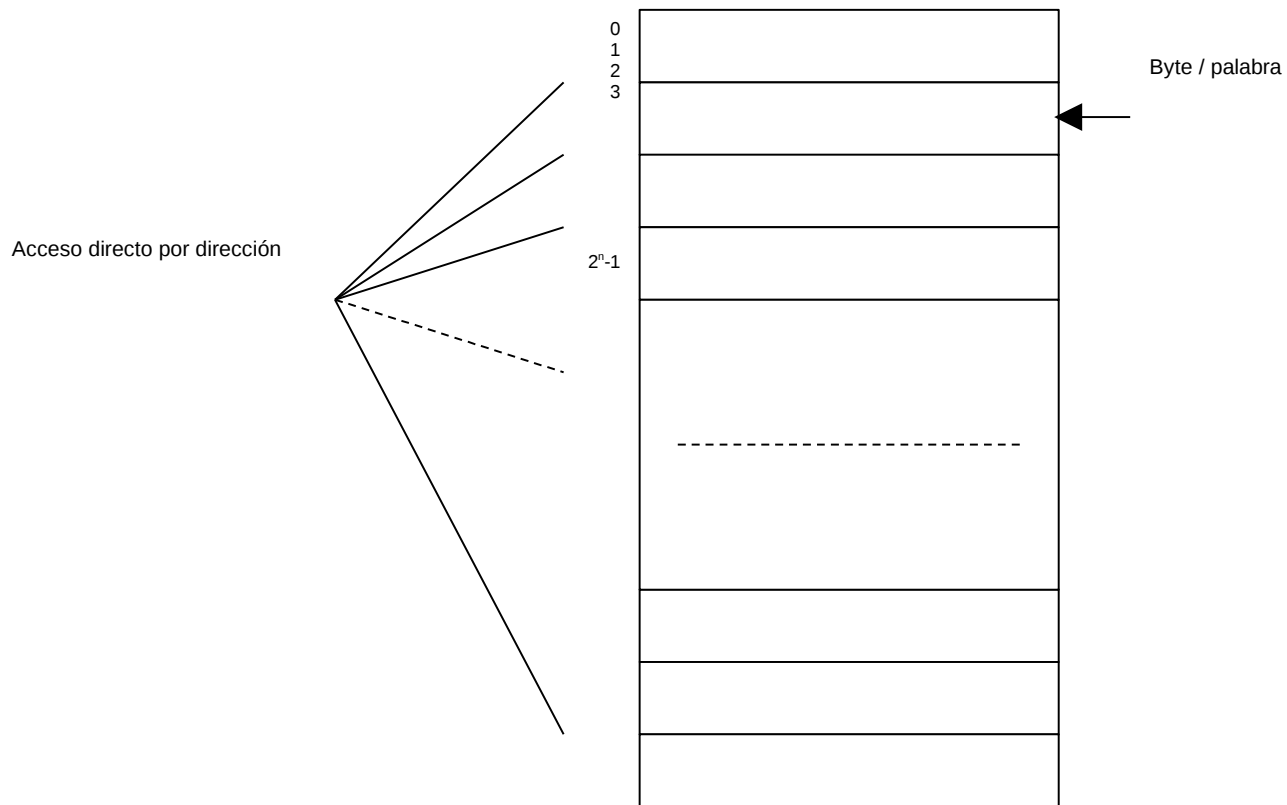 0
1
2
3
Byte / palabra
Acceso directo por dirección
2ⁿ-1